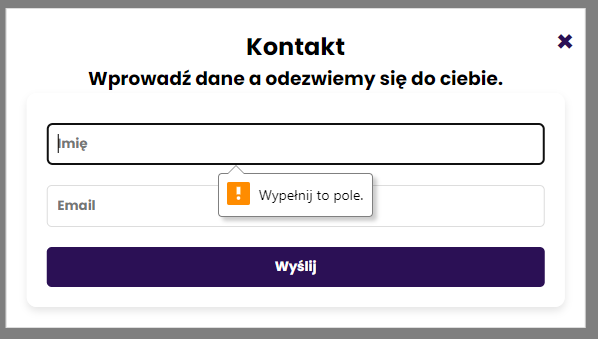 Kontakt
✖
Wprowadź dane a odezwiemy się do ciebie.
Imię
Wypełnij to pole.
Email
Wyślij